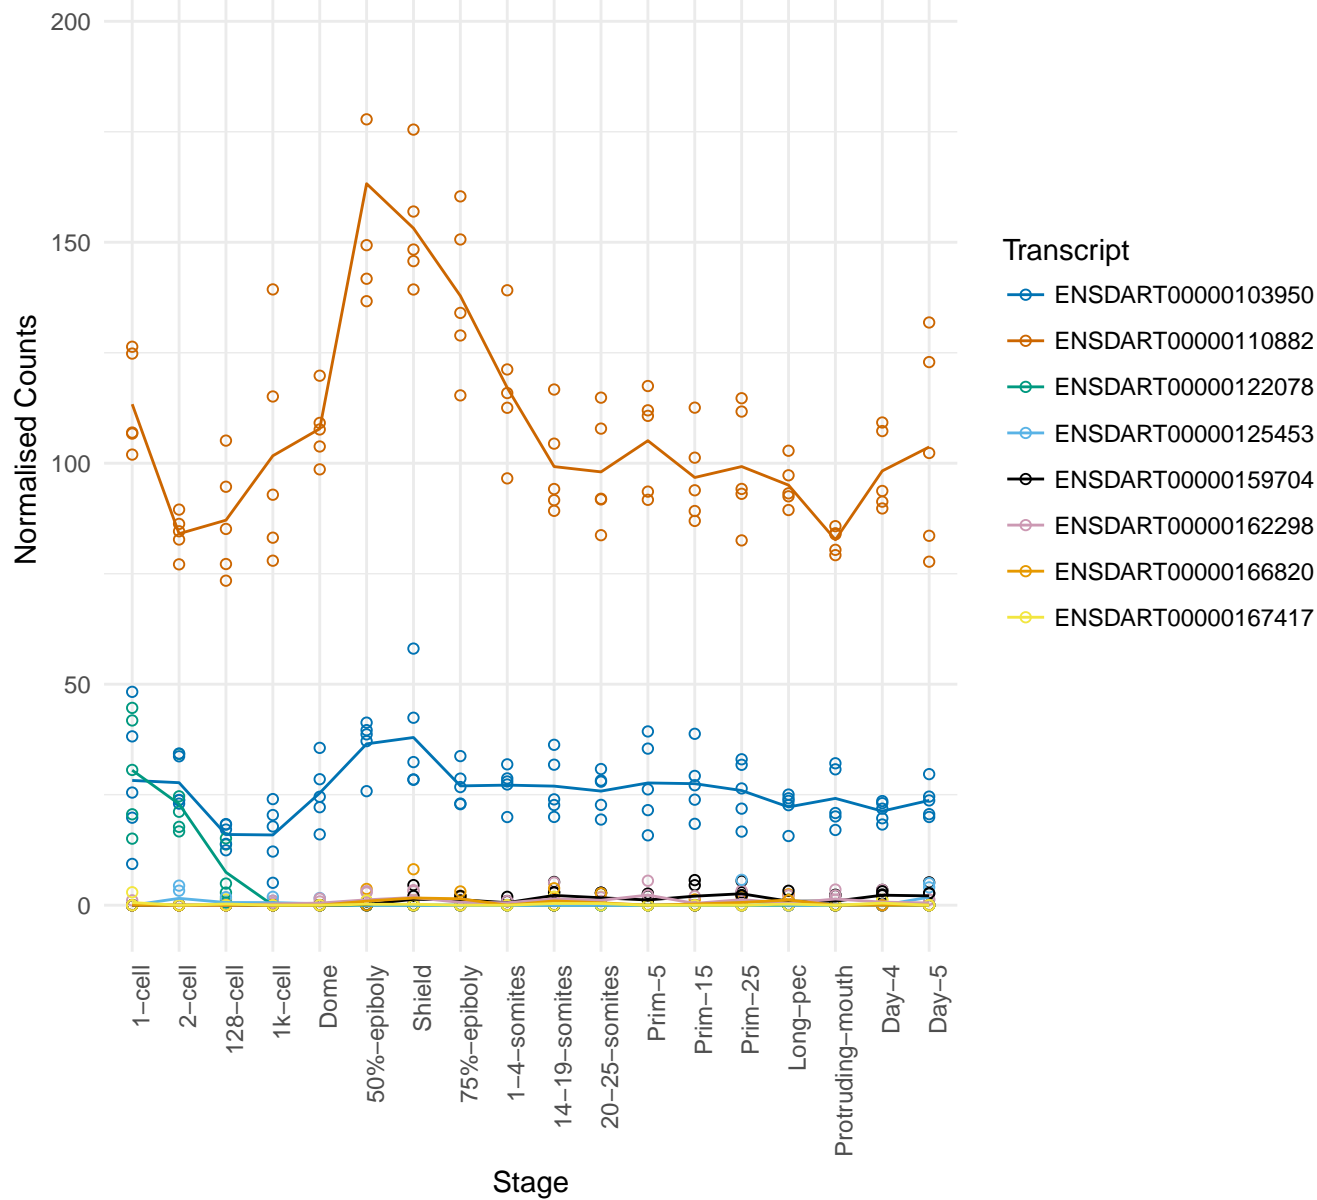 200
150
100
50
0
Normalised Counts
1−cell
2−cell
128−cell
1k−cell
Dome
50%−epiboly
Shield
75%−epiboly
1−4−somites
14−19−somites
20−25−somites
Prim−5
Prim−15
Prim−25
Long−pec
Protruding−mouth
Day−4
Day−5
Stage
Transcript
ENSDART00000103950
ENSDART00000110882
ENSDART00000122078
ENSDART00000125453
ENSDART00000159704
ENSDART00000162298
ENSDART00000166820
ENSDART00000167417